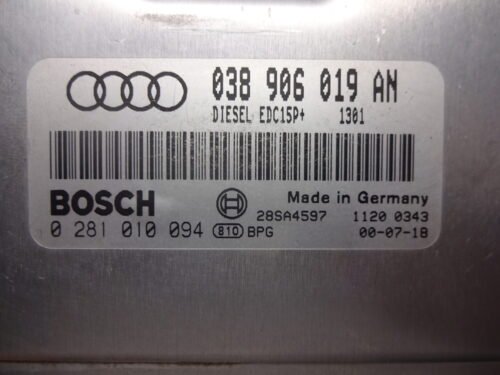 038 906 019 AN
DIESEL EDC15P+ 1301
BOSCH
Made in Germany
28SA4597 1120 0343
0 281 010 094 810 BPG 00-07-18